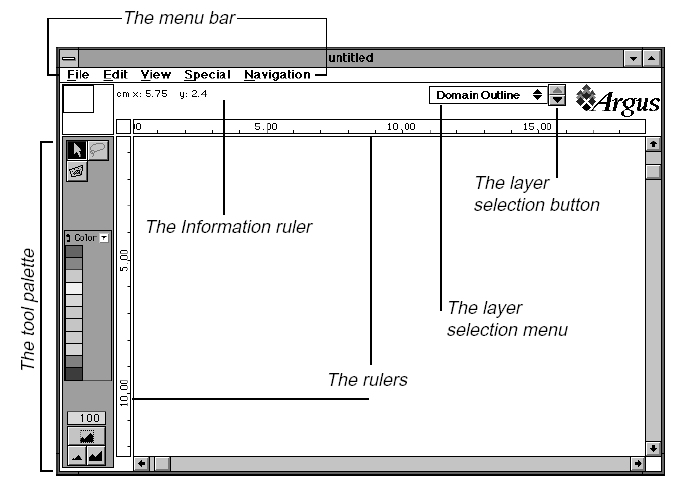 The menu bar
untitled
File Edit View Special Navigation
cm x: 5.75 y: 2.4
Domain Outline
Argus
0 5.00 10.00 15.00
The layer
selection button
The Information ruler
Color
5.00
The tool palette
The layer
selection menu
The rulers
10.00
100